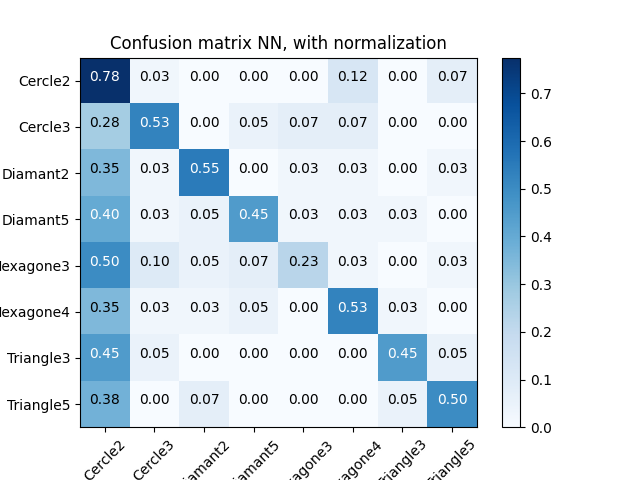 Confusion matrix NN, with normalization
Cercle2 0.78 0.03 0.00 0.00 0.00 0.12 0.00 0.07
Cercle3 0.28 0.53 0.00 0.05 0.07 0.07 0.00 0.00
Diamant2 0.35 0.03 0.55 0.00 0.03 0.03 0.00 0.03
Diamant5 0.40 0.03 0.05 0.45 0.03 0.03 0.03 0.00
exagone3 0.50 0.10 0.05 0.07 0.23 0.03 0.00 0.03
exagone4 0.35 0.03 0.03 0.05 0.00 0.53 0.03 0.00
Triangle3 0.45 0.05 0.00 0.00 0.00 0.00 0.45 0.05
Triangle5 0.38 0.00 0.07 0.00 0.00 0.00 0.05 0.50
Cercle2 Cercle3 iamant2 iamant5 agone3 agone4 riangle3 riangle5
0.7
0.6
0.5
0.4
0.3
0.2
0.1
0.0